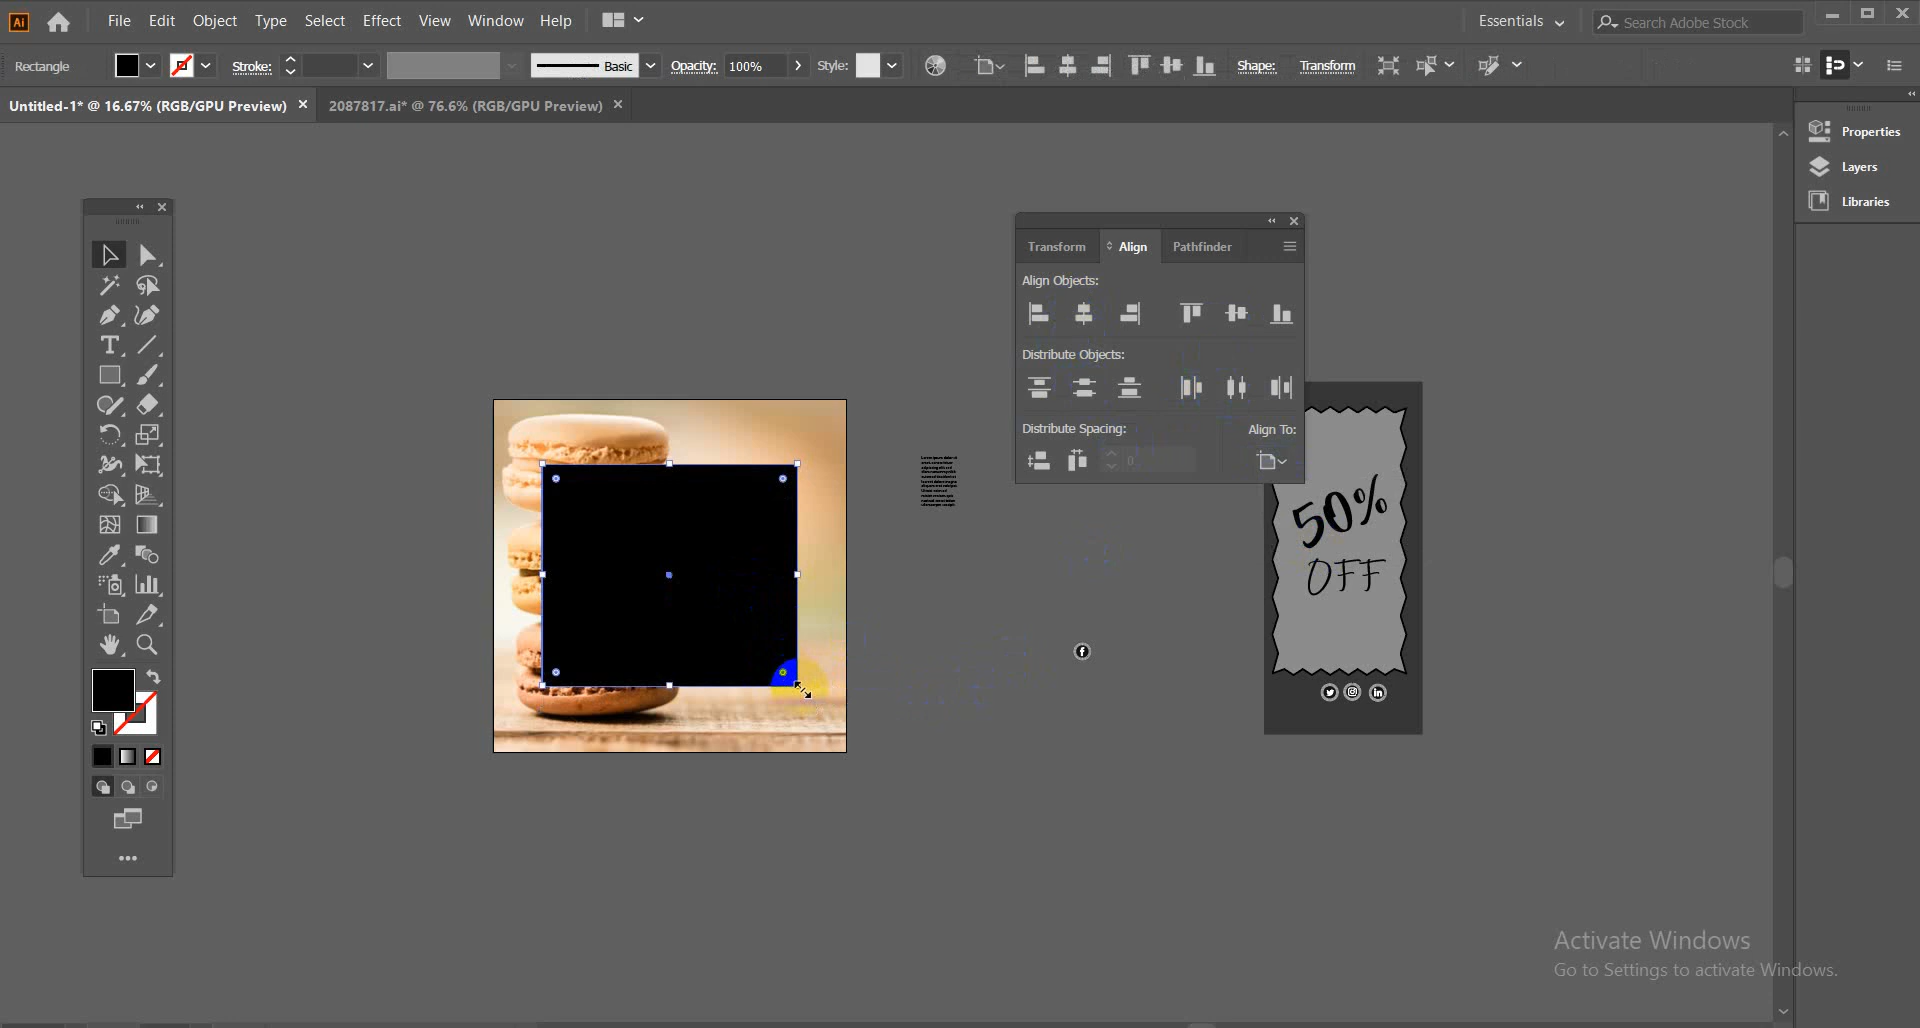 Ai File Edit Object Type Select Effect View Window Help Essentials Search Adobe Stock
Rectangle Stroke: Basic Opacity: 100% Style: Shape: Transform
Untitled-1* @ 16.67% (RGB/GPU Preview) × 2087817.ai* @ 76.6% (RGB/GPU Preview) ×
Properties
Layers
Libraries
Transform Align Pathfinder
Align Objects:
Distribute Objects:
Distribute Spacing: Align To:
0
50%
OFF
Activate Windows
Go to Settings to activate Windows.